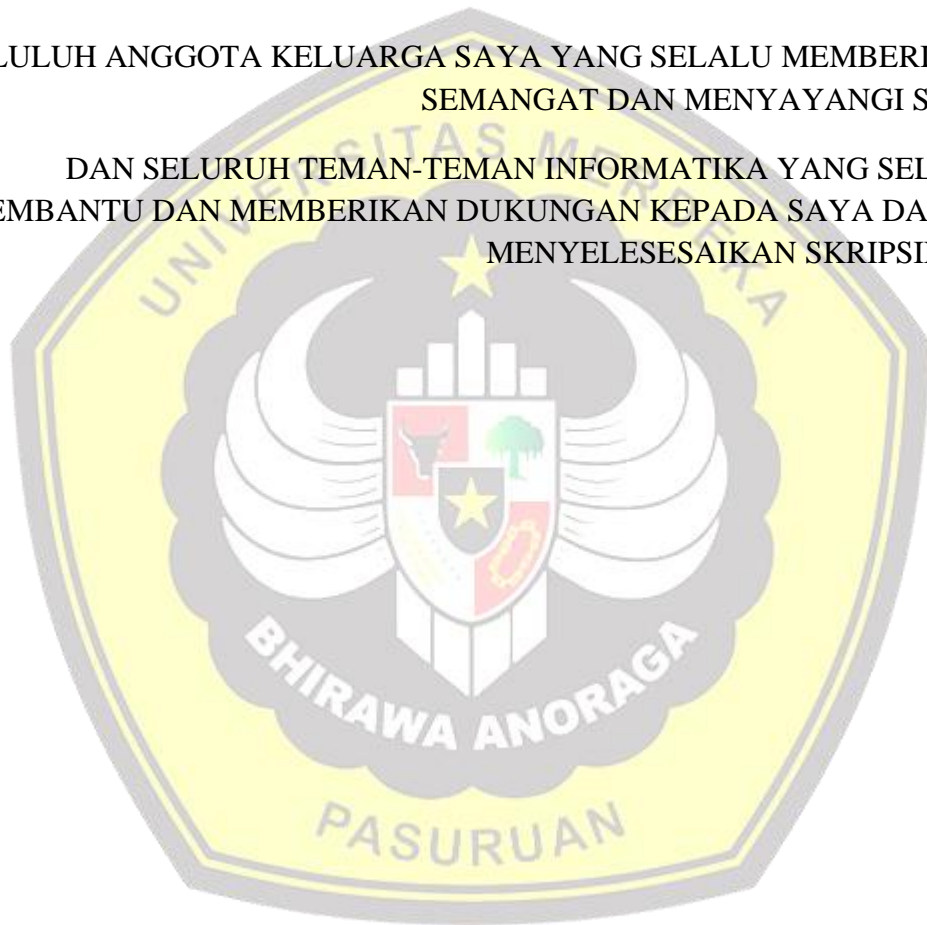 LULUH ANGGOTA KELUARGA SAYA YANG SELALU MEMBERI
SEMANGAT DAN MENYAYANGI S
DAN SELURUH TEMAN-TEMAN INFORMATIKA YANG SEL
EMBANTU DAN MEMBERIKAN DUKUNGAN KEPADA SAYA DA
MENYELESESAIKAN SKRIPSI
UNIVERSITAS MERDEKA
BHIRAWA ANORAGA
PASURUAN